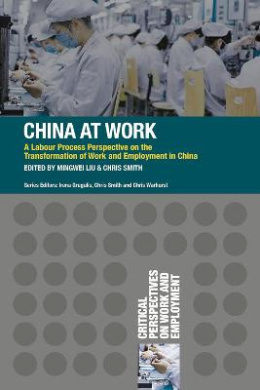 CHINA AT WORK
A Labour Process Perspective on the
Transformation of Work and Employment in China
EDITED BY MINGWEI LIU & CHRIS SMITH
Series Editors: Irena Grugulis, Chris Smith and Chris Warhurst
CRITICAL
PERSPECTIVES
ON WORK AND
EMPLOYMENT